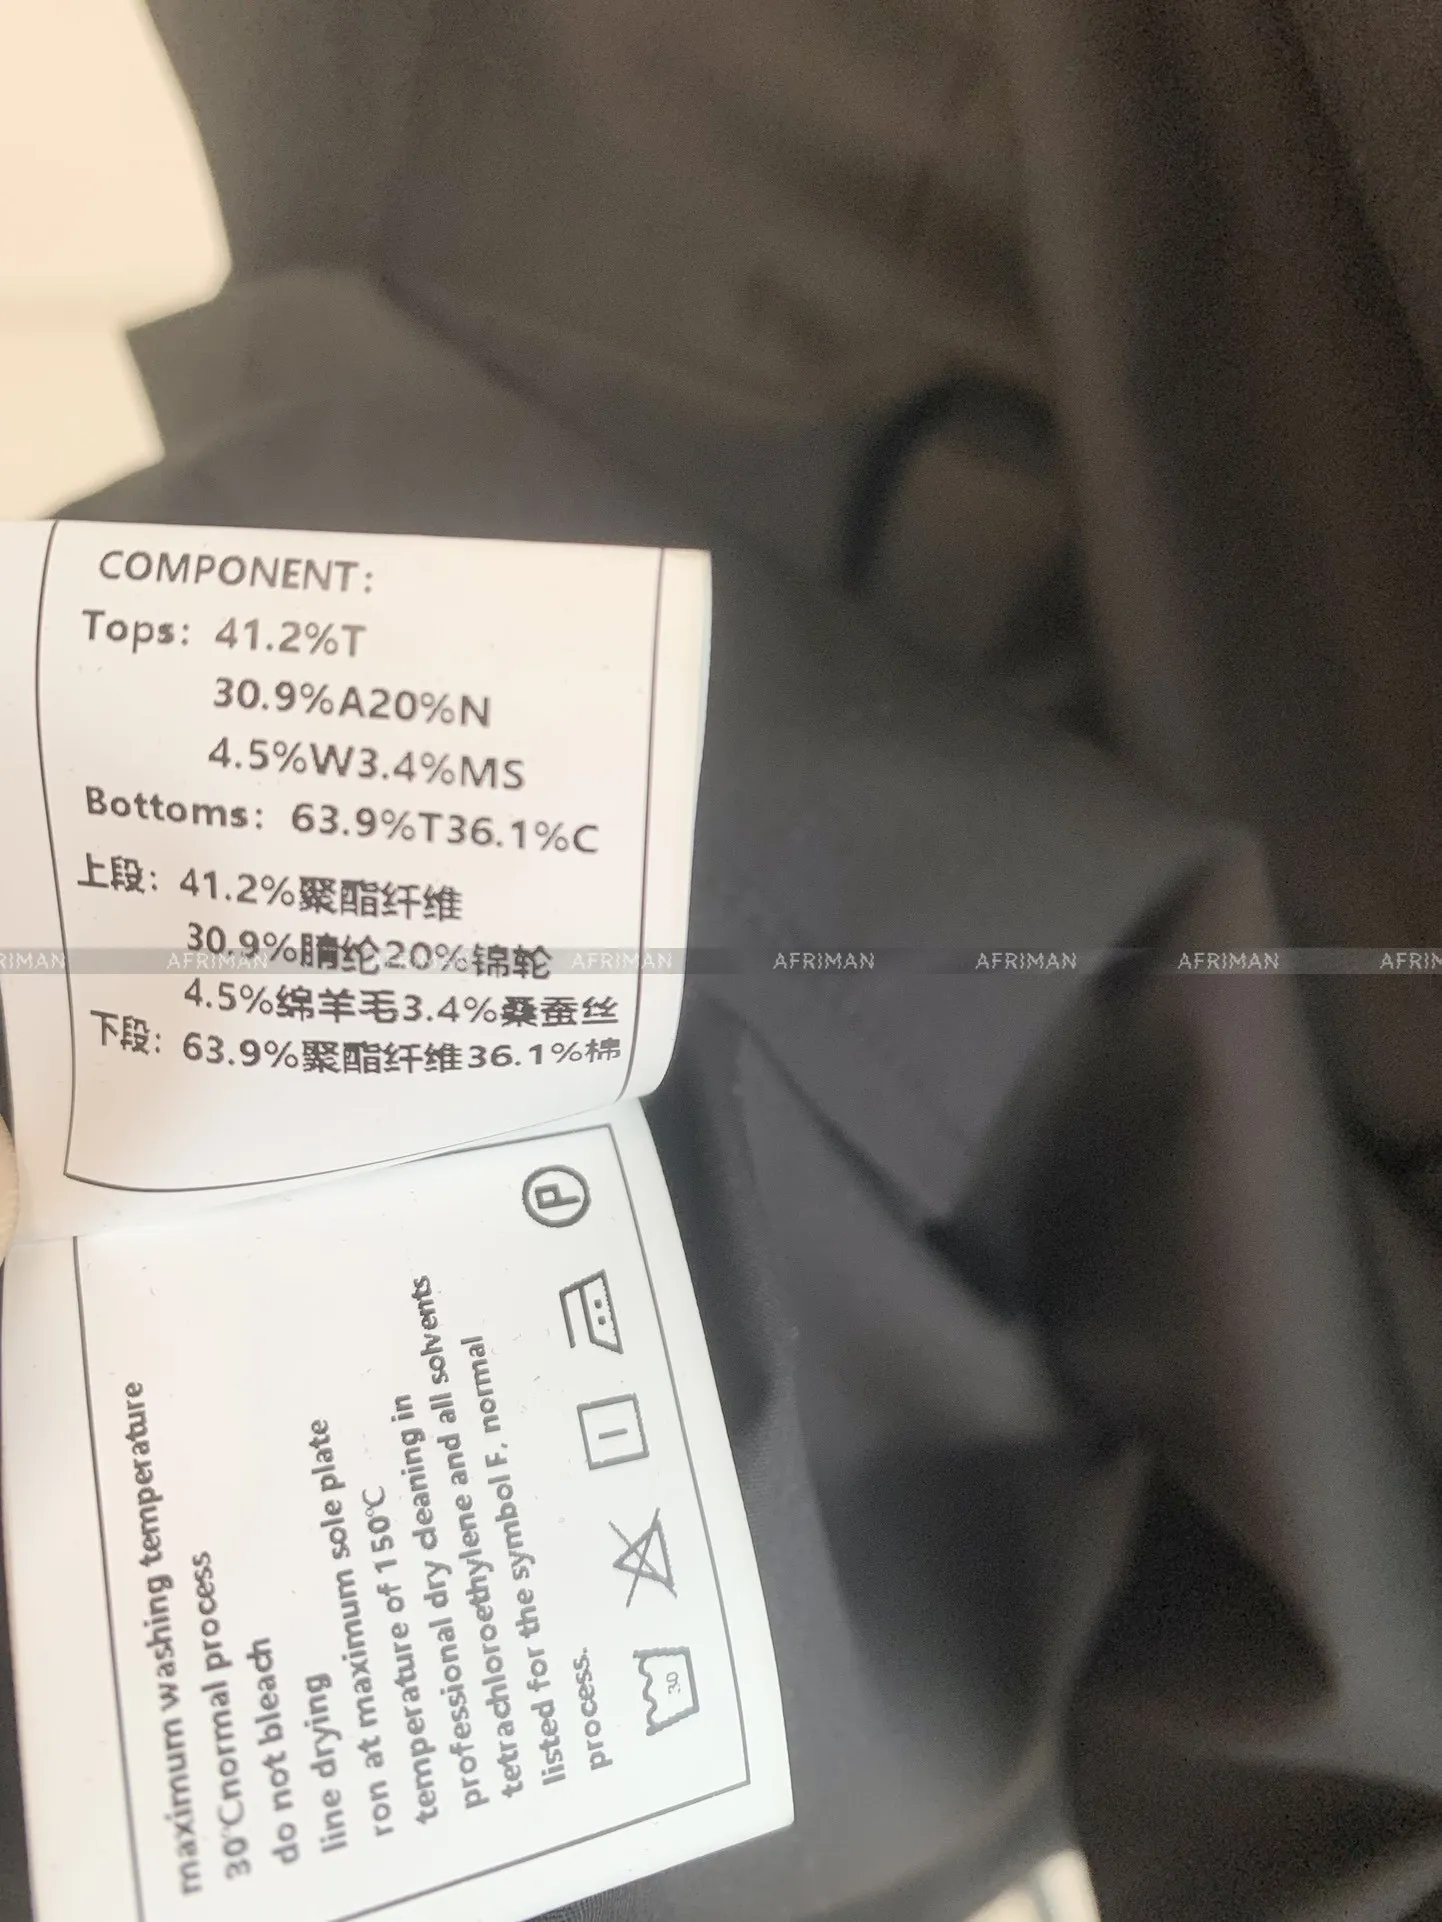 COMPONENT:
Tops: 41.2%T
30.9%A20%N
4.5%W3.4%MS
Bottoms: 63.9%T36.1%C
上段: 41.2%聚酯纤维
30.9%腈纶20%锦轮
4.5%绵羊毛3.4%桑蚕丝
下段: 63.9%聚酯纤维36.1%棉
AFRIMAN AFRIMAN AFRIMAN AFRIMAN AFRIMAN AFRIMAN
maximum washing temperature
30℃normal process
do not bleach
line drying
ron at maximum sole plate
temperature of 150℃
professional dry cleaning in
tetrachloroethylene and all solvents
listed for the symbol F. normal
process.
30
P